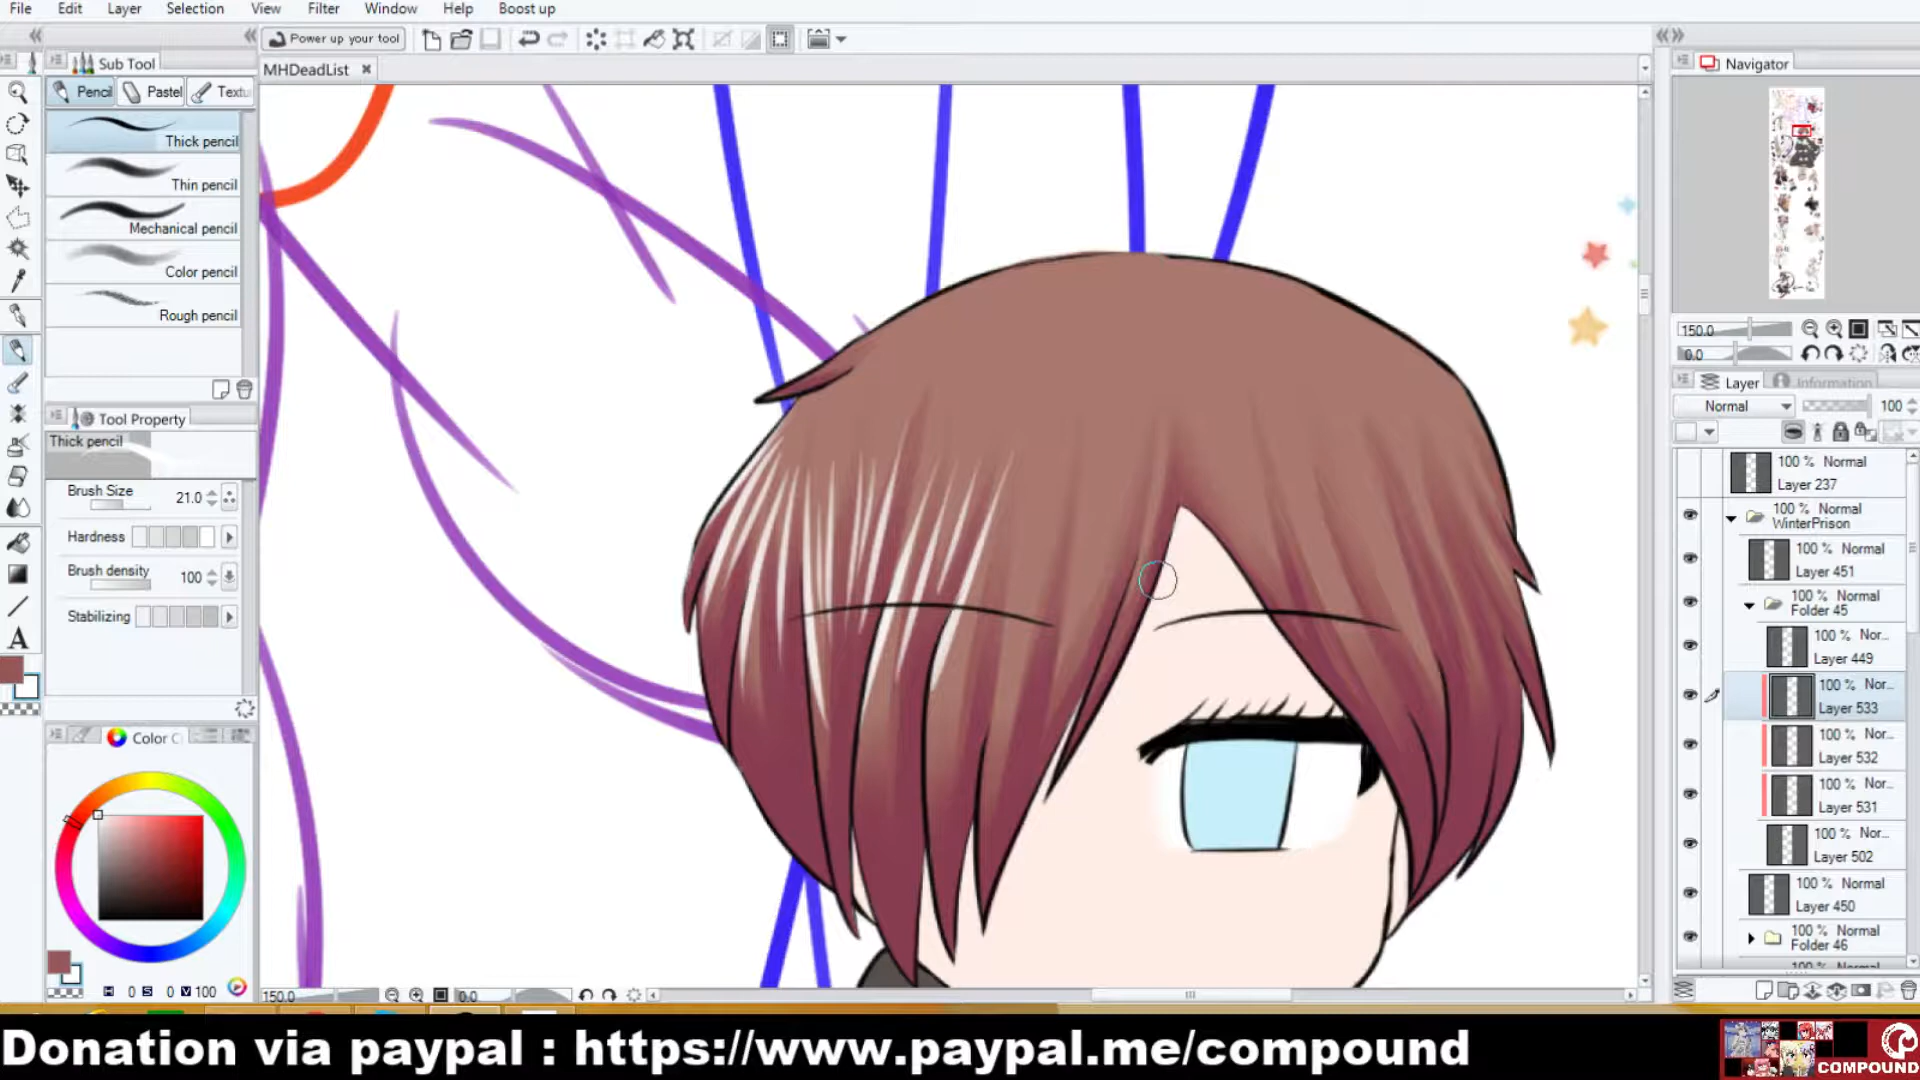 File Edit Layer Selection View Filter Window Help Boost up
Power up your tool
Sub Tool
MHDeadList
Navigator
Pencil Pastel Textu
Thick pencil
Thin pencil
Mechanical pencil
Color pencil
Rough pencil
150.0
0.0
Layer Information
Normal 100
Tool Property
Thick pencil
Brush Size 21.0
Hardness
Brush density 100
Stabilizing
100 % Normal
Layer 237
100 % Normal
WinterPrison
100 % Normal
Layer 451
100 % Normal
Folder 45
100 % Nor...
Layer 449
100 % Nor...
Layer 533
100 % Nor...
Layer 532
100 % Nor...
Layer 531
100 % Nor...
Layer 502
100 % Normal
Layer 450
100 % Normal
Folder 46
Color C
H 0 S 0 V 100
150.0 0.0
Donation via paypal : https://www.paypal.me/compound
COMPOUND